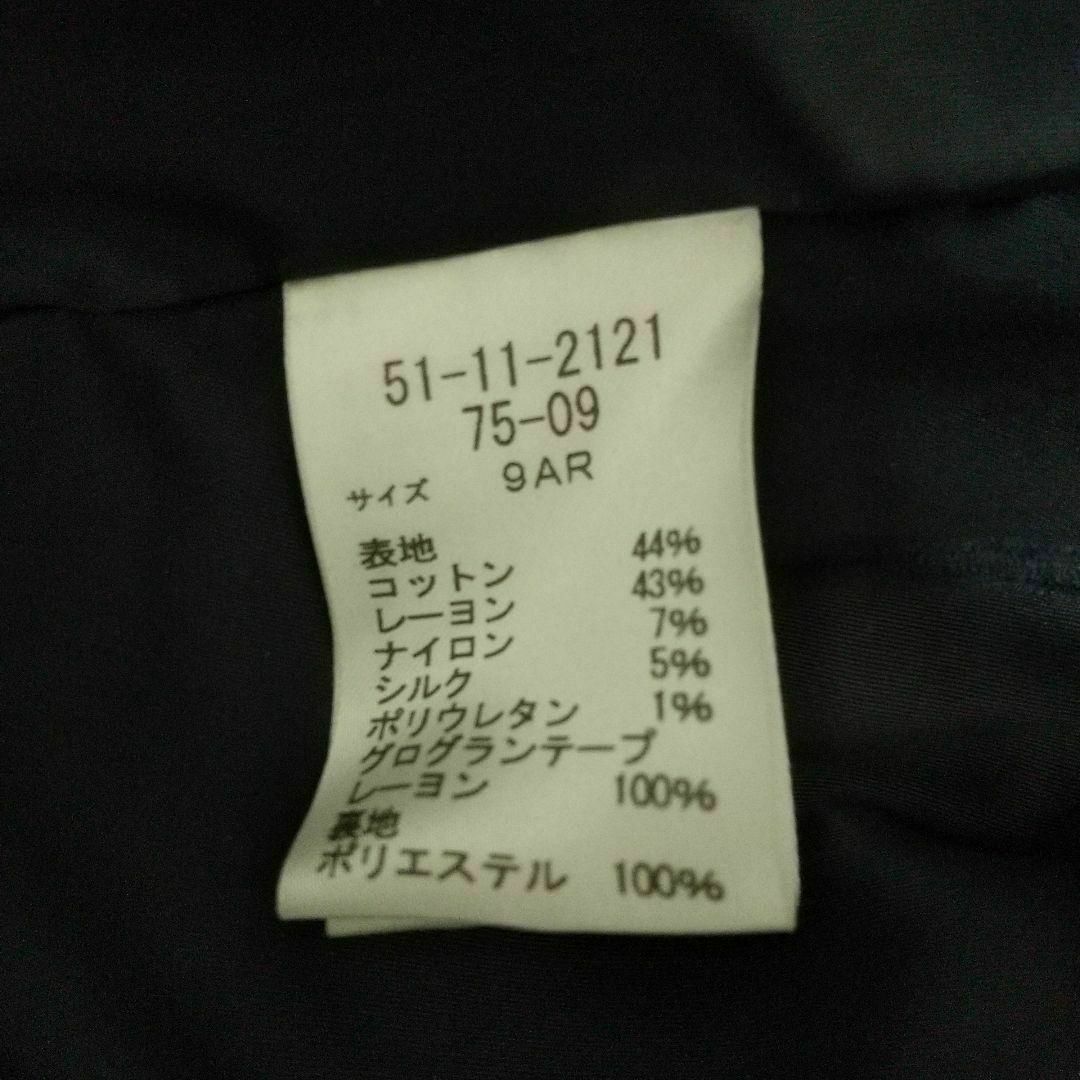 51-11-2121
75-09
サイズ 9AR
表地
コットン 44%
レーヨン 43%
ナイロン 7%
シルク 5%
ポリウレタン 1%
グログランテープ
レーヨン 100%
裏地
ポリエステル 100%